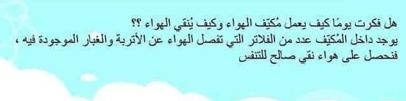 هل فكرت يومًا كيف يعمل مُكيّف الهواء وكيف يُنقي الهواء ؟؟
يوجد داخل المُكيّف عدد من الفلاتر التي تفصل الهواء عن الأتربة والغبار الموجودة فيه ،
فنحصل على هواء نقي صالح للتنفس